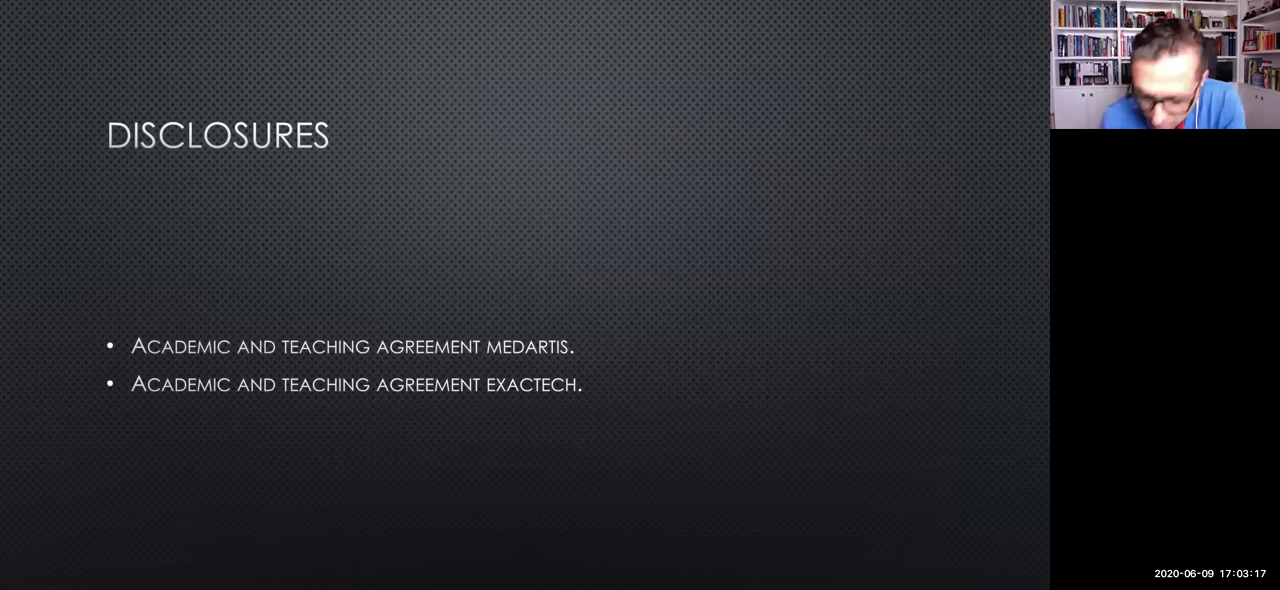 DISCLOSURES
• ACADEMIC AND TEACHING AGREEMENT MEDARTIS.
• ACADEMIC AND TEACHING AGREEMENT EXACTECH.
2020-06-09 17:03:17